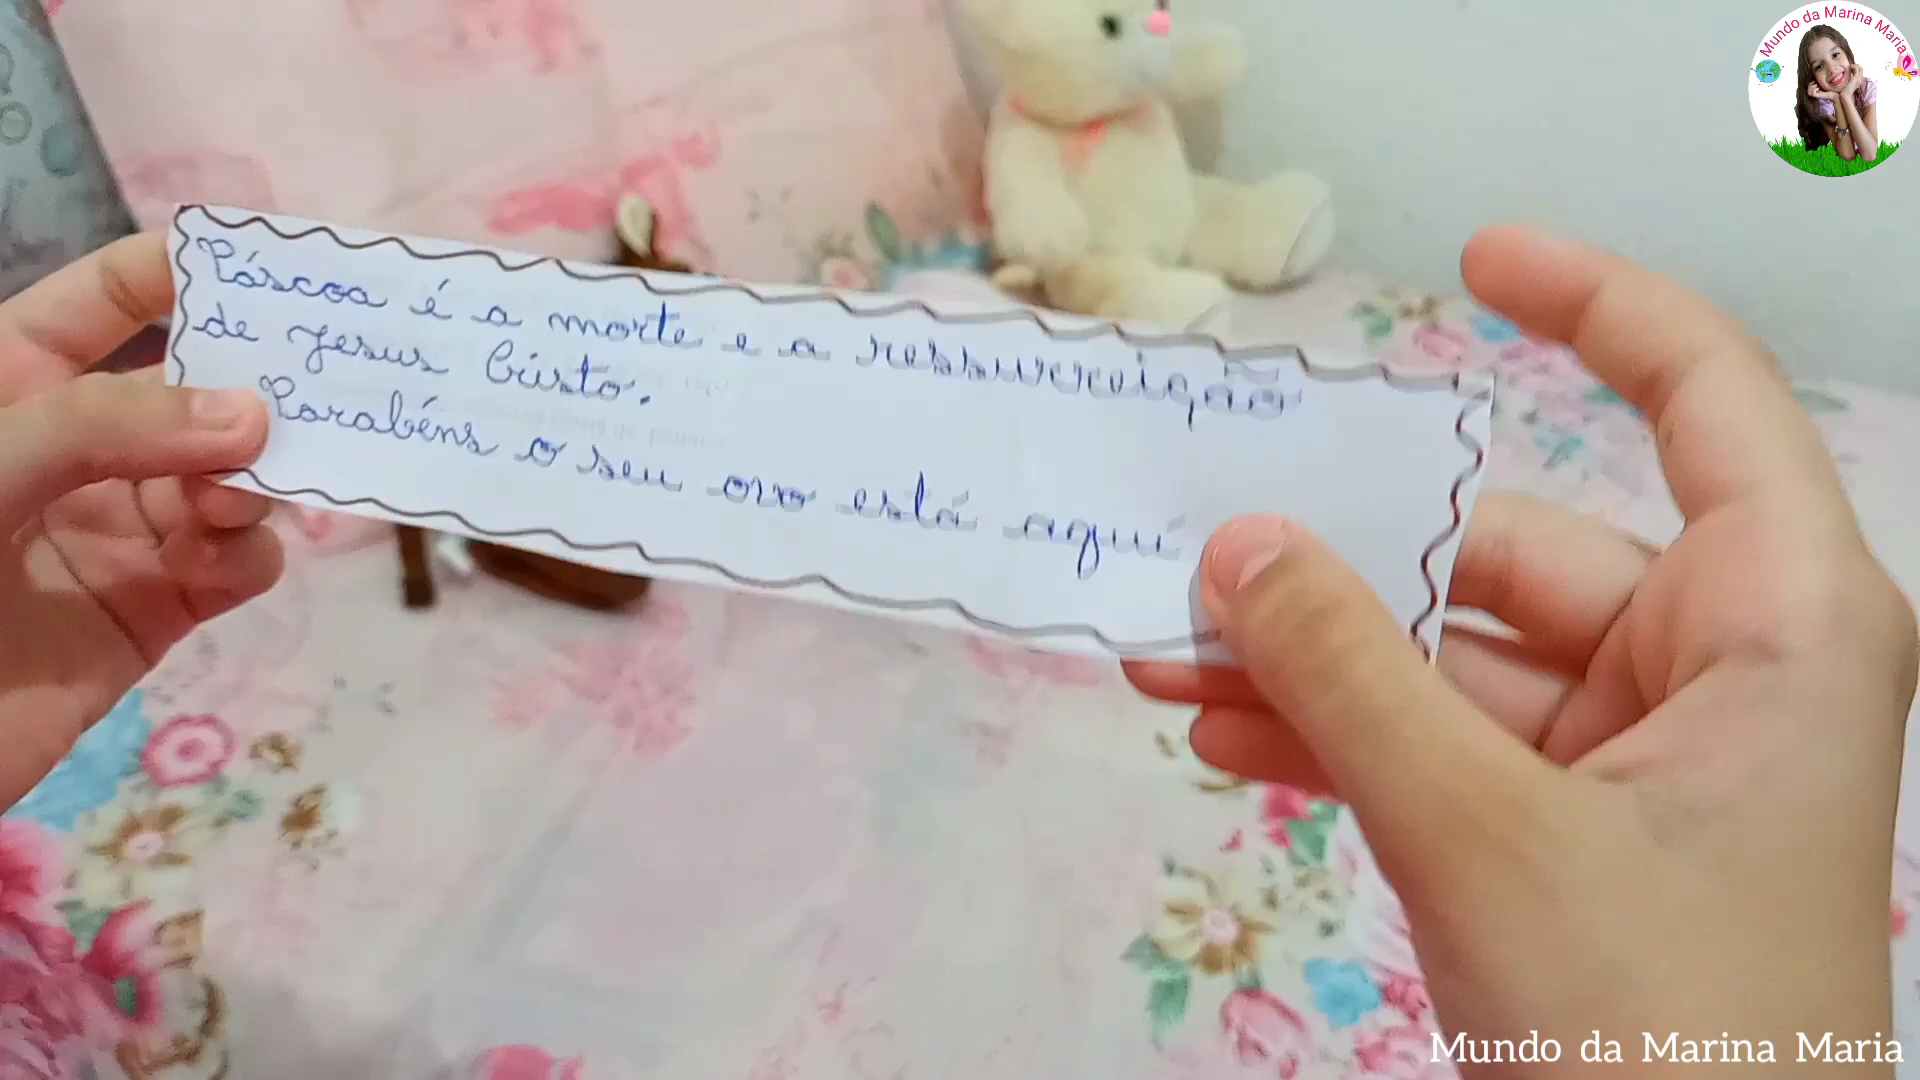 Páscoa é a morte e a ressurreição
de Jesus Cristo.
Parabéns o seu ovo está aqui
Mundo da Marina Maria
Mundo da Marina Maria